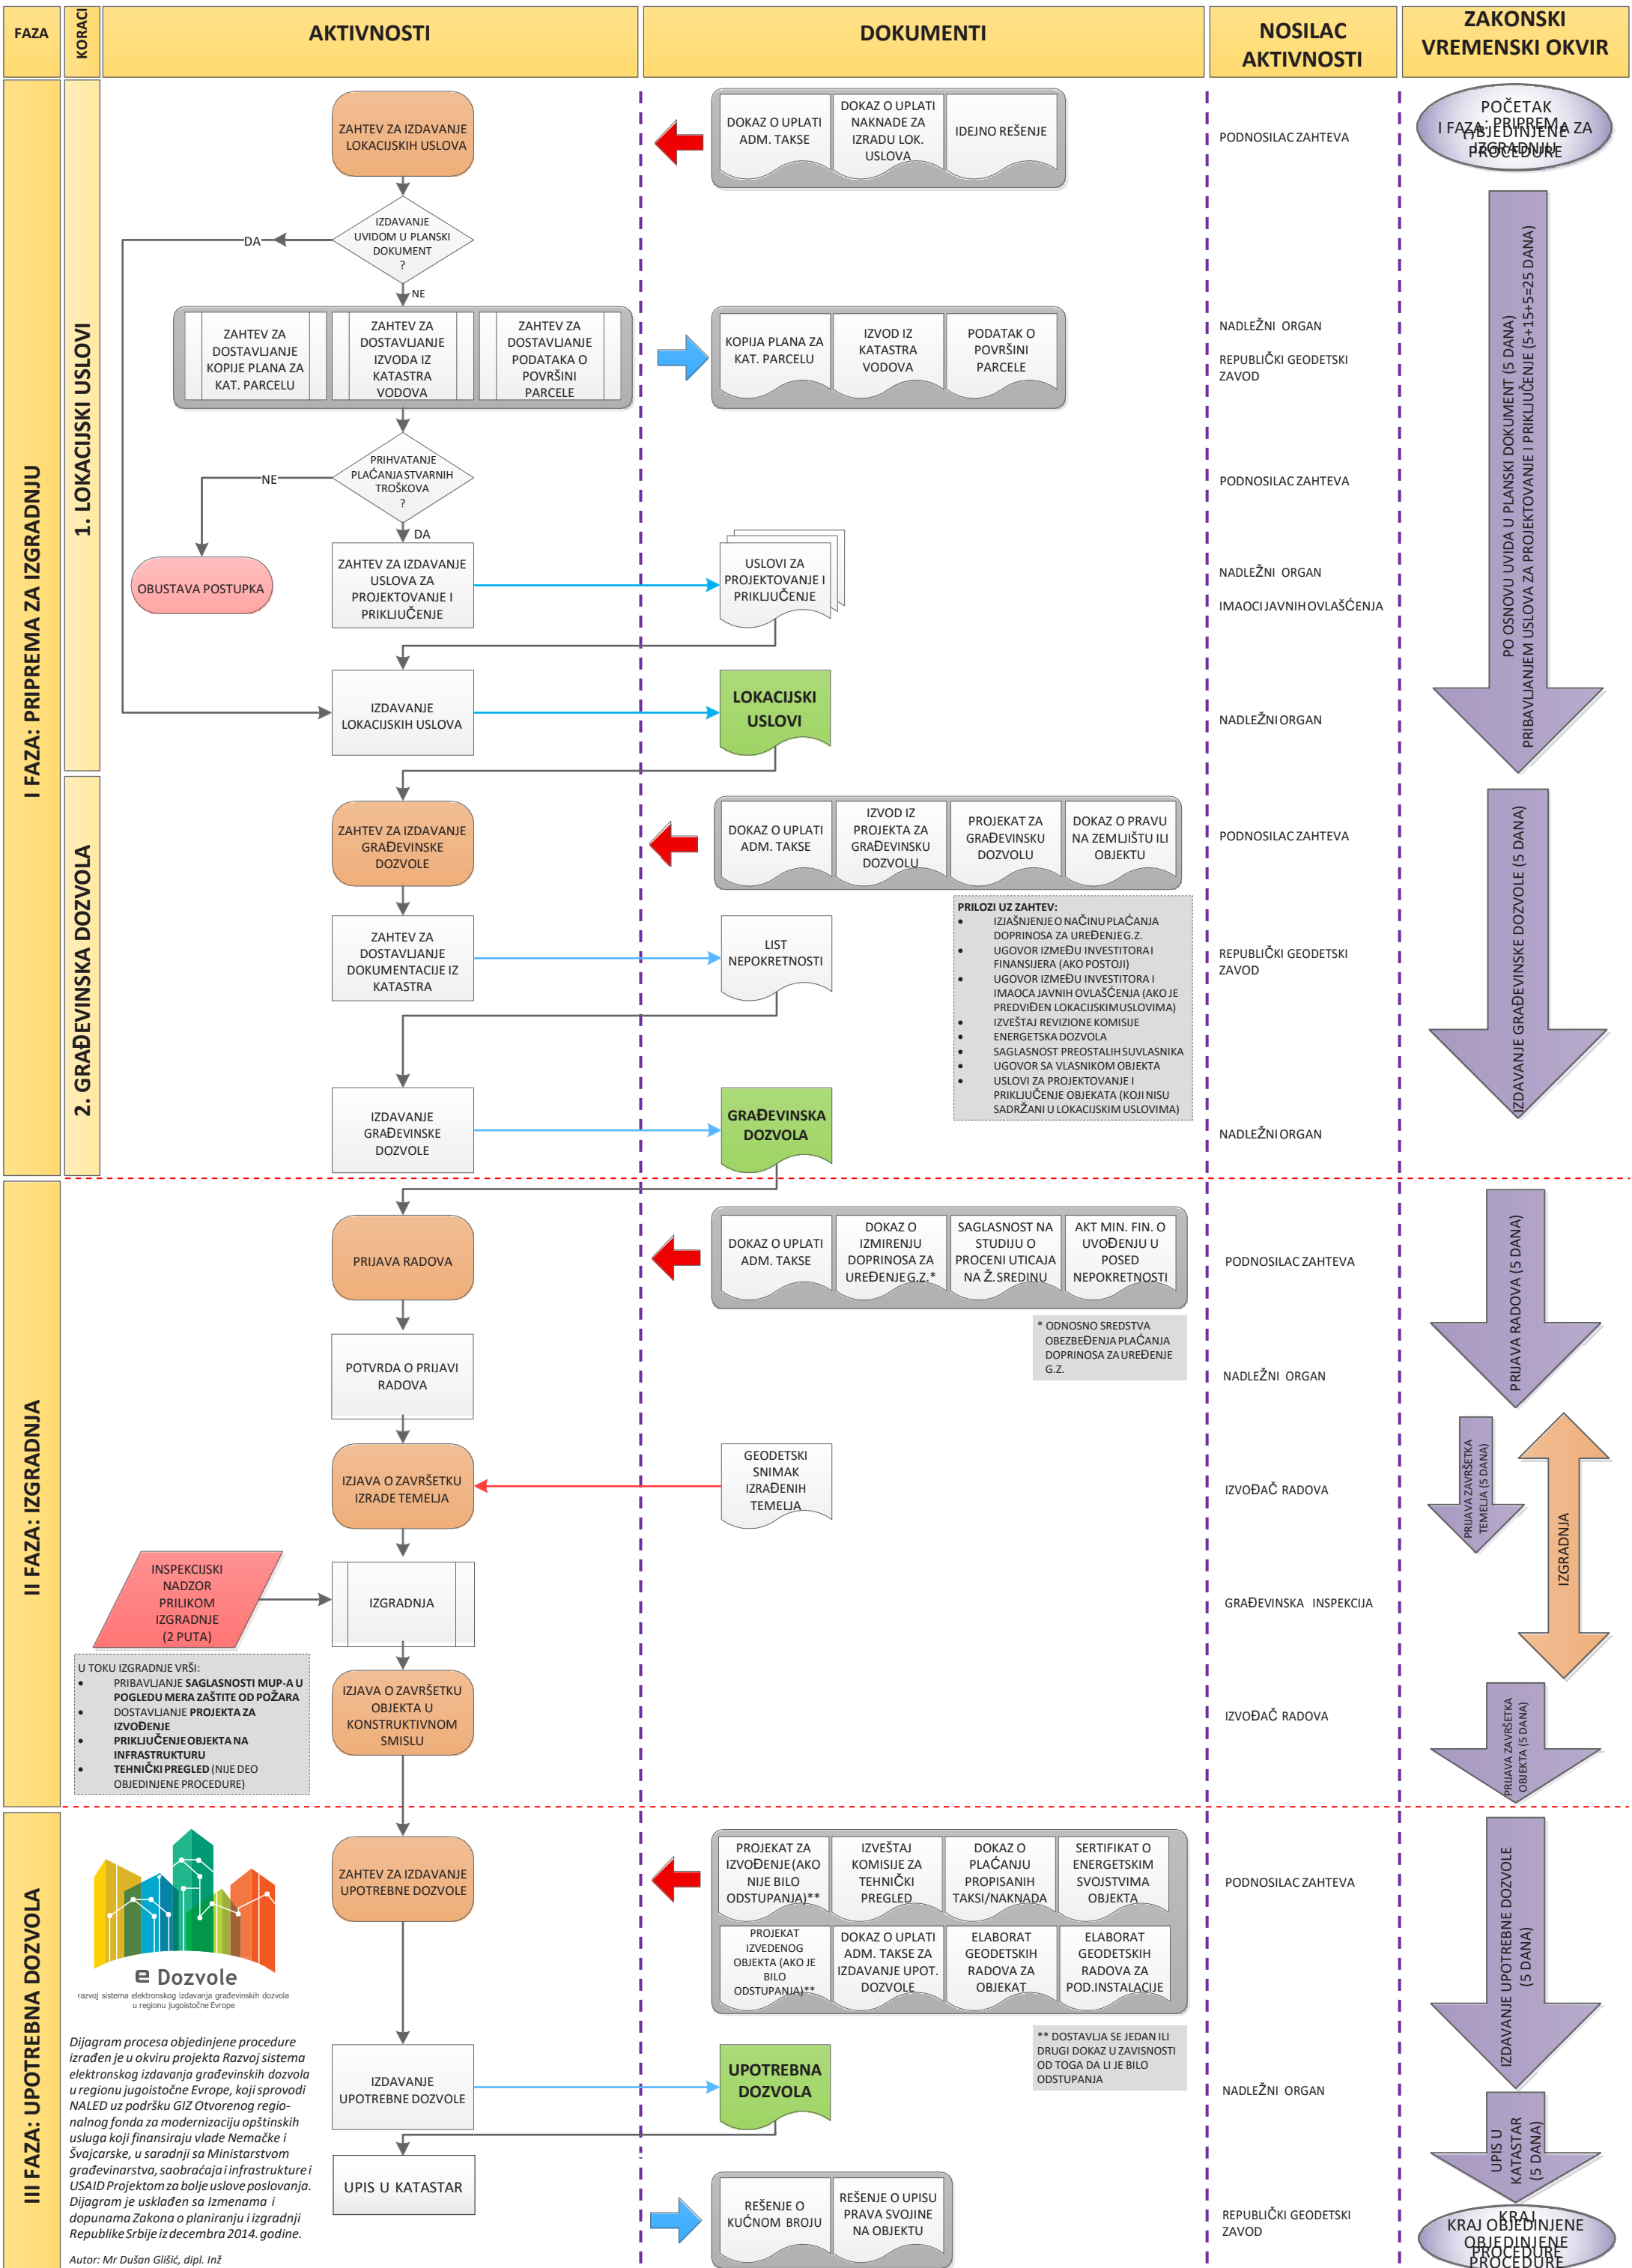 FAZA
KORACI
AKTIVNOSTI
DOKUMENTI
NOSILAC
AKTIVNOSTI
ZAKONSKI
VREMENSKI OKVIR
I FAZA: PRIPREMA ZA IZGRADNJU
1. LOKACIJSKI USLOVI
ZAHTEV ZA IZDAVANJE
LOKACIJSKIH USLOVA
DOKAZ O UPLATI
ADM. TAKSE
DOKAZ O UPLATI
NAKNADE ZA
IZRADU LOK.
USLOVA
IDEJNO REŠENJE
PODNOSILAC ZAHTEVA
POČETAK
OBJEDINJENE
PROCEDURE
I FAZA: PRIPREMA ZA
IZGRADNJU
IZDAVANJE
UVIDOM U PLANSKI
DOKUMENT
?
DA
NE
ZAHTEV ZA
DOSTAVLJANJE
KOPIJE PLANA ZA
KAT. PARCELU
ZAHTEV ZA
DOSTAVLJANJE
IZVODA IZ
KATASTRA
VODOVA
ZAHTEV ZA
DOSTAVLJANJE
PODATAKA O
POVRŠINI
PARCELE
KOPIJA PLANA ZA
KAT. PARCELU
IZVOD IZ
KATASTRA
VODOVA
PODATAK O
POVRŠINI
PARCELE
NADLEŽNI ORGAN
REPUBLIČKI GEODETSKI
ZAVOD
PO OSNOVU UVIDA U PLANSKI DOKUMENT (5 DANA)
PRIBAVLJANJEM USLOVA ZA PROJEKTOVANJE I PRIKLJUČENJE (5+15+5=25 DANA)
PRIHVATANJE
PLAĆANJA STVARNIH
TROŠKOVA
?
NE
DA
PODNOSILAC ZAHTEVA
OBUSTAVA POSTUPKA
ZAHTEV ZA IZDAVANJE
USLOVA ZA
PROJEKTOVANJE I
PRIKLJUČENJE
USLOVI ZA
PROJEKTOVANJE I
PRIKLJUČENJE
NADLEŽNI ORGAN
IMAOCI JAVNIH OVLAŠĆENJA
IZDAVANJE
LOKACIJSKIH USLOVA
LOKACIJSKI
USLOVI
NADLEŽNI ORGAN
2. GRAĐEVINSKA DOZVOLA
ZAHTEV ZA IZDAVANJE
GRAĐEVINSKE
DOZVOLE
DOKAZ O UPLATI
ADM. TAKSE
IZVOD IZ
PROJEKTA ZA
GRAĐEVINSKU
DOZVOLU
PROJEKAT ZA
GRAĐEVINSKU
DOZVOLU
DOKAZ O PRAVU
NA ZEMLJIŠTU ILI
OBJEKTU
PODNOSILAC ZAHTEVA
IZDAVANJE GRAĐEVINSKE DOZVOLE (5 DANA)
ZAHTEV ZA
DOSTAVLJANJE
DOKUMENTACIJE IZ
KATASTRA
LIST
NEPOKRETNOSTI
PRILOZI UZ ZAHTEV:
• IZJAŠNJENJE O NAČINU PLAĆANJA
DOPRINOSA ZA UREĐENJE G.Z.
• UGOVOR IZMEĐU INVESTITORA I
FINANSIJERA (AKO POSTOJI)
• UGOVOR IZMEĐU INVESTITORA I
IMAOCA JAVNIH OVLAŠĆENJA (AKO JE
PREDVIĐEN LOKACIJSKIM USLOVIMA)
• IZVEŠTAJ REVIZIONE KOMISIJE
• ENERGETSKA DOZVOLA
• SAGLASNOST PREOSTALIH SUVLASNIKA
• UGOVOR SA VLASNIKOM OBJEKTA
• USLOVI ZA PROJEKTOVANJE I
PRIKLJUČENJE OBJEKATA (KOJI NISU
SADRŽANI U LOKACIJSKIM USLOVIMA)
REPUBLIČKI GEODETSKI
ZAVOD
IZDAVANJE
GRAĐEVINSKE
DOZVOLE
GRAĐEVINSKA
DOZVOLA
NADLEŽNI ORGAN
II FAZA: IZGRADNJA
PRIJAVA RADOVA
DOKAZ O UPLATI
ADM. TAKSE
DOKAZ O
IZMIRENJU
DOPRINOSA ZA
UREĐENJE G.Z.*
SAGLASNOST NA
STUDIJU O
PROCENI UTICAJA
NA Ž. SREDINU
AKT MIN. FIN. O
UVOĐENJU U
POSED
NEPOKRETNOSTI
PODNOSILAC ZAHTEVA
PRIJAVA RADOVA (5 DANA)
* ODNOSNO SREDSTVA
OBEZBEĐENJA PLAĆANJA
DOPRINOSA ZA UREĐENJE
G.Z.
POTVRDA O PRIJAVI
RADOVA
NADLEŽNI ORGAN
IZJAVA O ZAVRŠETKU
IZRADE TEMELJA
GEODETSKI
SNIMAK
IZRAĐENIH
TEMELJA
IZVOĐAČ RADOVA
PRIJAVA ZAVRŠETKA
TEMELJA (5 DANA)
IZGRADNJA
INSPEKCIJSKI
NADZOR
PRILIKOM
IZGRADNJE
(2 PUTA)
IZGRADNJA
GRAĐEVINSKA INSPEKCIJA
U TOKU IZGRADNJE VRŠI:
• PRIBAVLJANJE SAGLASNOSTI MUP-A U
POGLEDU MERA ZAŠTITE OD POŽARA
• DOSTAVLJANJE PROJEKTA ZA
IZVOĐENJE
• PRIKLJUČENJE OBJEKTA NA
INFRASTRUKTURU
• TEHNIČKI PREGLED (NIJE DEO
OBJEDINJENE PROCEDURE)
IZJAVA O ZAVRŠETKU
OBJEKTA U
KONSTRUKTIVNOM
SMISLU
IZVOĐAČ RADOVA
PRIJAVA ZAVRŠETKA
OBJEKTA (5 DANA)
III FAZA: UPOTREBNA DOZVOLA
ZAHTEV ZA IZDAVANJE
UPOTREBNE DOZVOLE
PROJEKAT ZA
IZVOĐENJE (AKO
NIJE BILO
ODSTUPANJA)**
IZVEŠTAJ
KOMISIJE ZA
TEHNIČKI
PREGLED
DOKAZ O
PLAĆANJU
PROPISANIH
TAKSI/NAKNADA
SERTIFIKAT O
ENERGETSKIM
SVOJSTVIMA
OBJEKTA
PROJEKAT
IZVEDENOG
OBJEKTA (AKO JE
BILO
ODSTUPANJA)**
DOKAZ O UPLATI
ADM. TAKSE ZA
IZDAVANJE UPOT.
DOZVOLE
ELABORAT
GEODETSKIH
RADOVA ZA
OBJEKAT
ELABORAT
GEODETSKIH
RADOVA ZA
POD.INSTALACIJE
PODNOSILAC ZAHTEVA
IZDAVANJE UPOTREBNE DOZVOLE
(5 DANA)
e Dozvole
razvoj sistema elektronskog izdavanja građevinskih dozvola
u regionu jugoistočne Evrope
** DOSTAVLJA SE JEDAN ILI
DRUGI DOKAZ U ZAVISNOSTI
OD TOGA DA LI JE BILO
ODSTUPANJA
Dijagram procesa objedinjene procedure
izrađen je u okviru projekta Razvoj sistema
elektronskog izdavanja građevinskih dozvola
u regionu jugoistočne Evrope, koji sprovodi
NALED uz podršku GIZ Otvorenog regio-
nalnog fonda za modernizaciju opštinskih
usluga koji finansiraju vlade Nemačke i
Švajcarske, u saradnji sa Ministarstvom
građevinarstva, saobraćaja i infrastrukture i
USAID Projektom za bolje uslove poslovanja.
Dijagram je usklađen sa Izmenama i
dopunama Zakona o planiranju i izgradnji
Republike Srbije iz decembra 2014. godine.
Autor: Mr Dušan Glišić, dipl. Inž
IZDAVANJE
UPOTREBNE DOZVOLE
UPOTREBNA
DOZVOLA
NADLEŽNI ORGAN
UPIS U
KATASTAR
(5 DANA)
UPIS U KATASTAR
REŠENJE O
KUĆNOM BROJU
REŠENJE O UPISU
PRAVA SVOJINE
NA OBJEKTU
REPUBLIČKI GEODETSKI
ZAVOD
KRAJ
OBJEDINJENE
PROCEDURE
KRAJ OBJEDINJENE
PROCEDURE